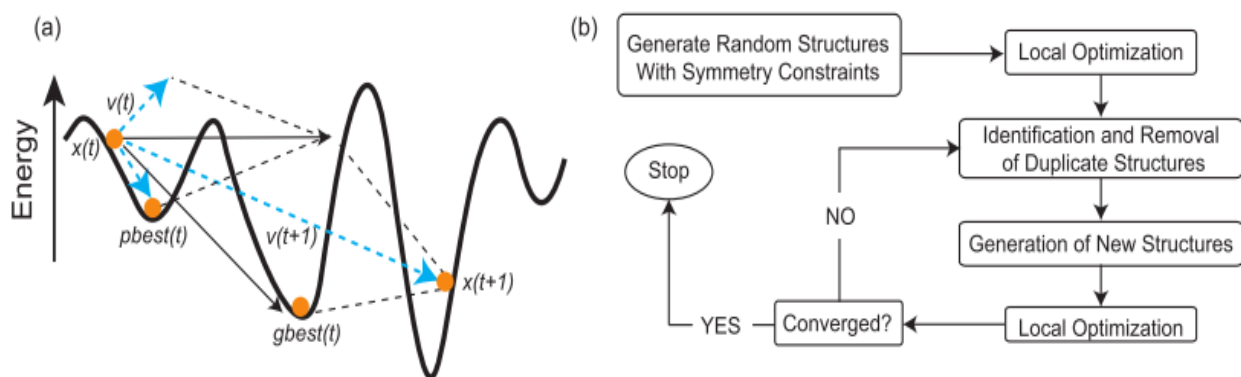 (a)
Energy
v(t)
x(t)
pbest(t)
v(t+1)
gbest(t)
x(t+1)
(b)
Generate Random Structures
With Symmetry Constraints
Local Optimization
Identification and Removal
of Duplicate Structures
Stop
NO
Generation of New Structures
YES
Converged?
Local Optimization